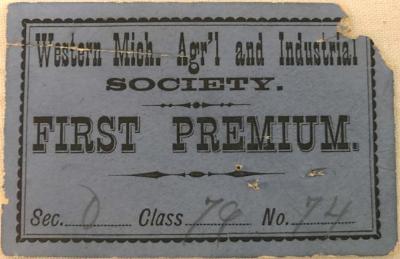 Western Mich. Agr'l and Industrial
SOCIETY.
FIRST PREMIUM.
Sec. D Class 79 No. 74